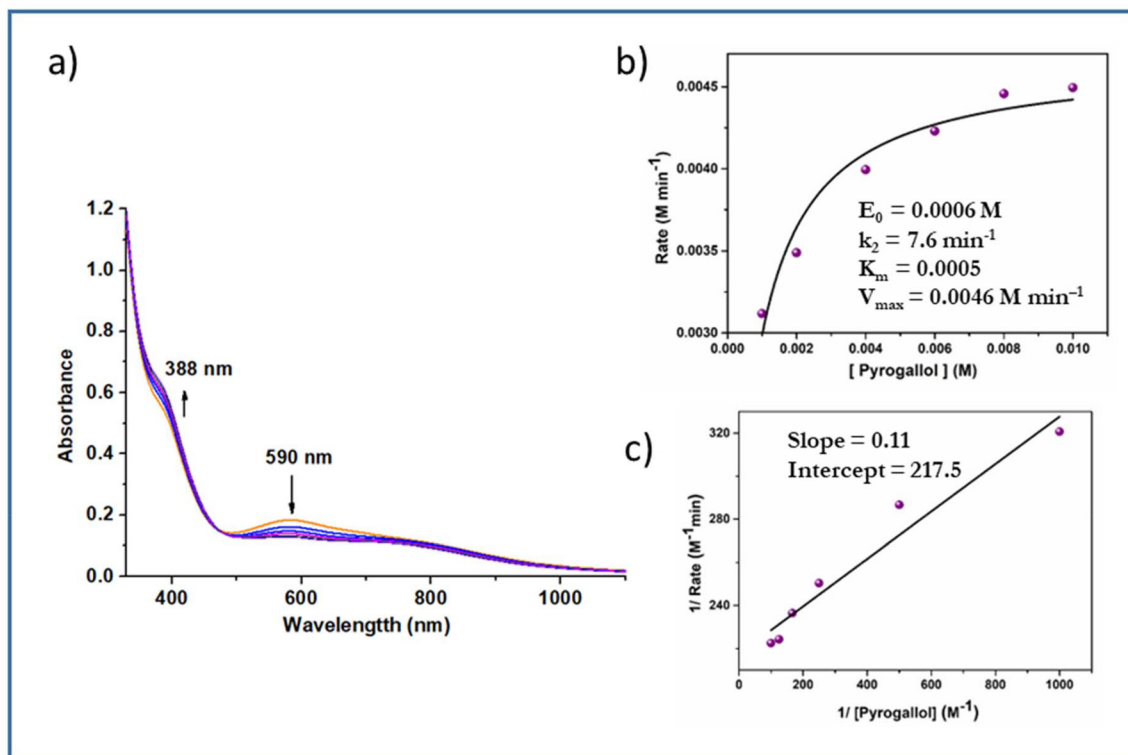 a)
1.2
1.0
0.8
0.6
0.4
0.2
0.0
Absorbance
388 nm
590 nm
400
600
800
1000
Wavelengtth (nm)
b)
0.0045
0.0040
0.0035
0.0030
Rate (M min⁻¹)
E₀ = 0.0006 M
k₂ = 7.6 min⁻¹
Kₘ = 0.0005
Vₘₐₓ = 0.0046 M min⁻¹
0.000
0.002
0.004
0.006
0.008
0.010
[ Pyrogallol ] (M)
c)
320
280
240
1/ Rate (M⁻¹min)
Slope = 0.11
Intercept = 217.5
0
200
400
600
800
1000
1/ [Pyrogallol] (M⁻¹)